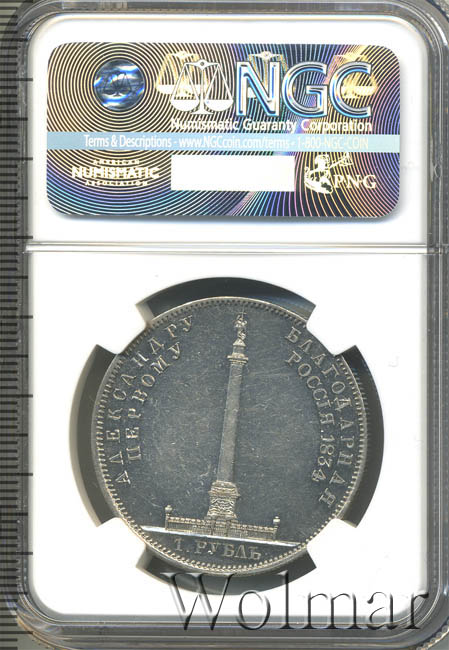 NGC
Numismatic Guaranty Corporation
Terms & Descriptions - www.NGCcoin.com/terms • 1-800-NGC-COIN
AMERICAN
NUMISMATIC
ASSOCIATION
PNG
АЛЕКСАНДРУ ПЕРВОМУ
БЛАГОДАРНАЯ РОССІЯ 1834
1. РУБЛЬ.
Wolmar